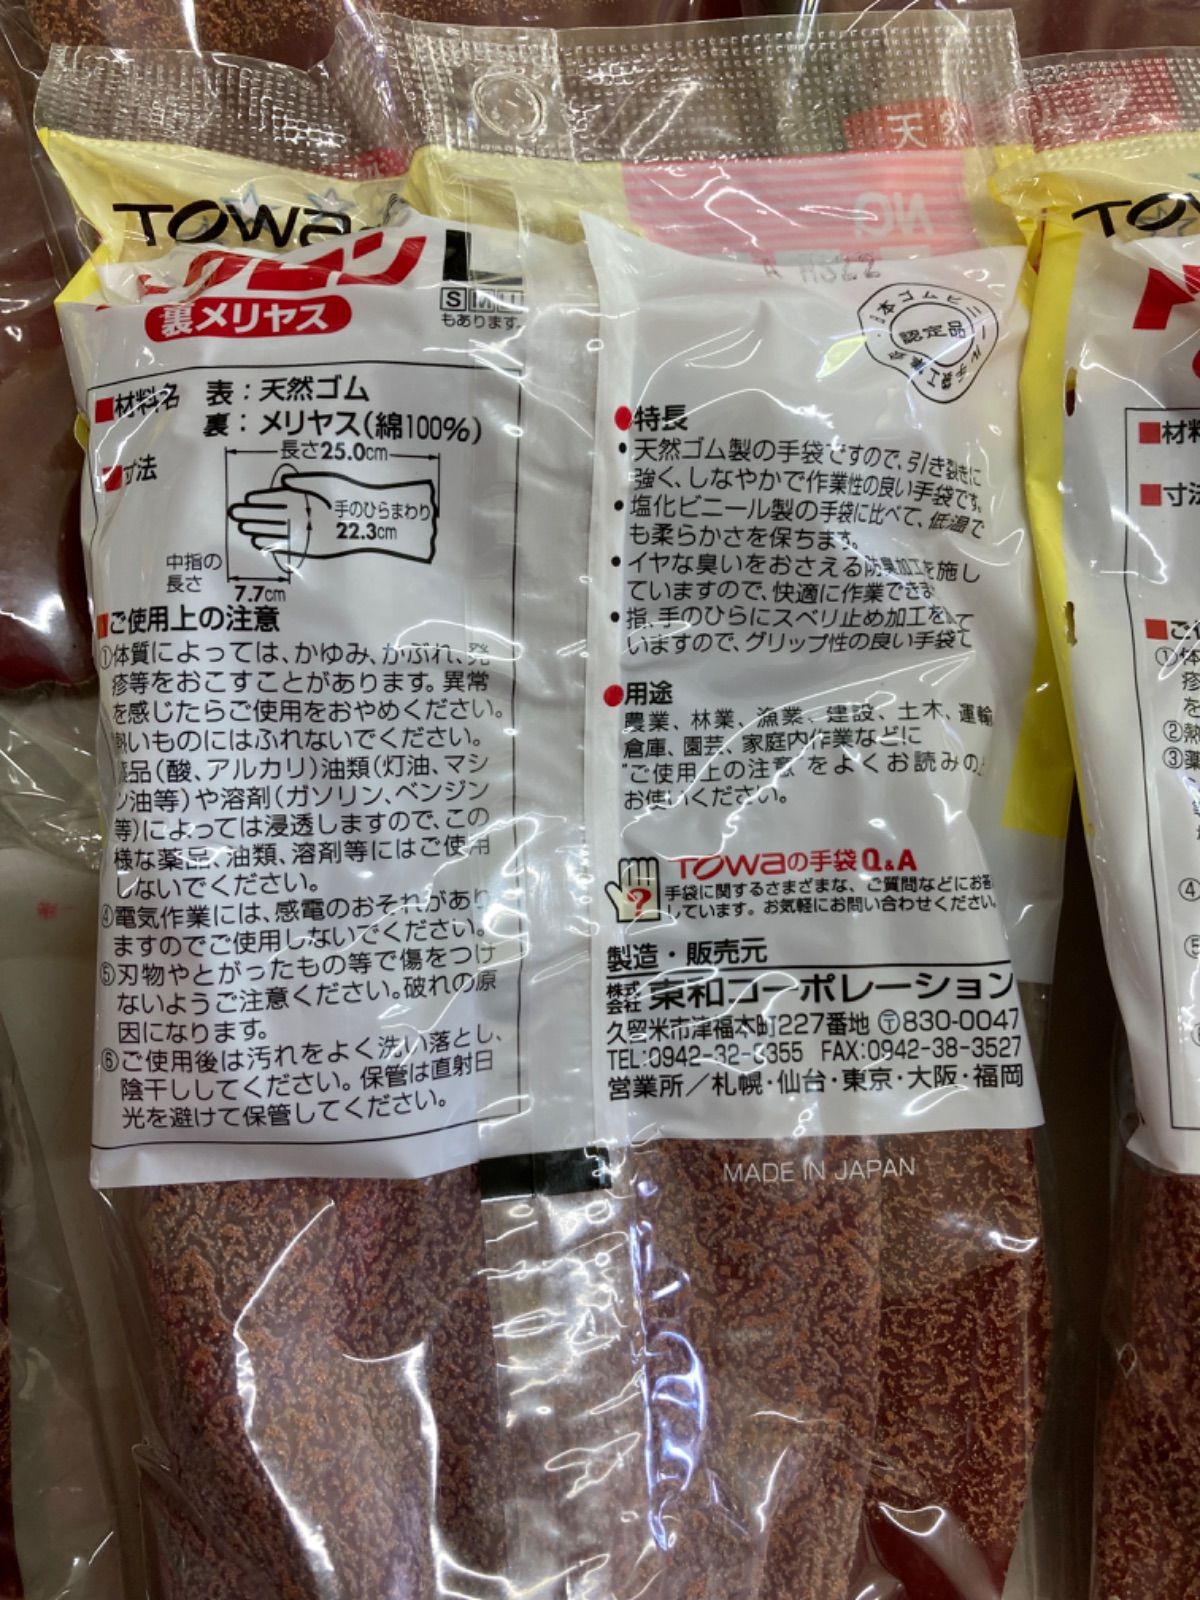 TOWa
裏メリヤス
L
S M LL
もあります。
■材料名 表：天然ゴム
裏：メリヤス(綿100%)
■寸法
長さ25.0cm
手のひらまわり
22.3cm
中指の
長さ
7.7cm
■ご使用上の注意
①体質によっては、かゆみ、かぶれ、発
疹等をおこすことがあります。異常
を感じたらご使用をおやめください。
熱いものにはふれないでください。
薬品(酸、アルカリ)油類(灯油、マシ
ン油等)や溶剤(ガソリン、ベンジン
等)によっては浸透しますので、この
様な薬品、油類、溶剤等にはご使用
しないでください。
④電気作業には、感電のおそれがあり
ますのでご使用しないでください。
⑤刃物やとがったもの等で傷をつけ
ないようご注意ください。破れの原
因になります。
⑥ご使用後は汚れをよく洗い落とし、
陰干ししてください。保管は直射日
光を避けて保管してください。
天然
NO
認定品
●特長
・天然ゴム製の手袋ですので、引き裂きに
強く、しなやかで作業性の良い手袋です。
・塩化ビニール製の手袋に比べて、低温で
も柔らかさを保ちます。
・イヤな臭いをおさえる防臭加工を施し
ていますので、快適に作業できま
・指、手のひらにスベリ止め加工を
いますので、グリップ性の良い手袋で
●用途
農業、林業、漁業、建設、土木、運輸
倉庫、園芸、家庭内作業などに
"ご使用上の注意"をよくお読みの上
お使いください。
?
TOWaの手袋Q&A
手袋に関するさまざまな、ご質問などにお答
しています。お気軽にお問い合わせください。
製造・販売元
株式会社 東和コーポレーション
久留米市津福本町227番地 〒830-0047
TEL:0942-32-8355 FAX:0942-38-3527
営業所／札幌・仙台・東京・大阪・福岡
MADE IN JAPAN